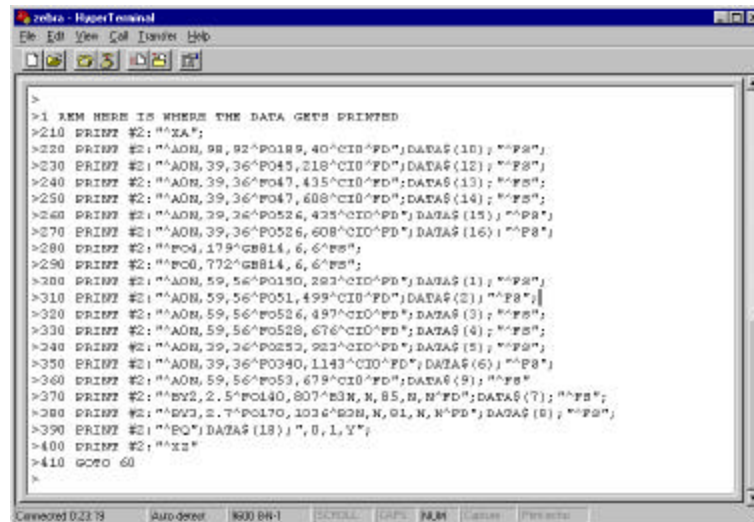 zebra - HyperTerminal
File Edit View Call Transfer Help
>
>1 REM HERE IS WHERE THE DATA GETS PRINTED
>210 PRINT #2:"^XA";
>220 PRINT #2:"^A0N,98,92^FO189,40^CI0^FD";DATA$(10);"^FS";
>230 PRINT #2:"^A0N,39,36^FO45,218^CI0^FD";DATA$(12);"^FS";
>240 PRINT #2:"^A0N,39,36^FO47,435^CI0^FD";DATA$(13);"^FS";
>250 PRINT #2:"^A0N,39,36^FO47,608^CI0^FD";DATA$(14);"^FS";
>260 PRINT #2:"^A0N,39,36^FO526,435^CI0^FD";DATA$(15);"^FS";
>270 PRINT #2:"^A0N,39,36^FO526,608^CI0^FD";DATA$(16);"^FS";
>280 PRINT #2:"^FO4,179^GB814,6,6^FS";
>290 PRINT #2:"^FO0,772^GB814,6,6^FS";
>300 PRINT #2:"^A0N,59,56^FO150,283^CI0^FD";DATA$(1);"^FS";
>310 PRINT #2:"^A0N,59,56^FO51,499^CI0^FD";DATA$(2);"^FS";
>320 PRINT #2:"^A0N,59,56^FO526,497^CI0^FD";DATA$(3);"^FS";
>330 PRINT #2:"^A0N,59,56^FO528,676^CI0^FD";DATA$(4);"^FS";
>340 PRINT #2:"^A0N,39,36^FO253,923^CI0^FD";DATA$(5);"^FS";
>350 PRINT #2:"^A0N,39,36^FO340,1143^CI0^FD";DATA$(6);"^FS";
>360 PRINT #2:"^A0N,59,56^FO53,679^CI0^FD";DATA$(9);"^FS"
>370 PRINT #2:"^BY2,2.5^FO140,807^B3N,N,85,N,N^FD";DATA$(7);"^FS";
>380 PRINT #2:"^BY3,2.7^FO170,1036^B3N,N,81,N,N^FD";DATA$(8);"^FS";
>390 PRINT #2:"^PQ";DATA$(18);",0,1,Y";
>400 PRINT #2:"^XZ"
>410 GOTO 60
>
Connected 0:23:19 Auto detect 9600 8-N-1 SCROLL CAPS NUM Capture Print echo